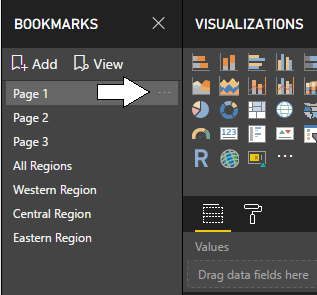 BOOKMARKS
Add View
Page 1 ...
Page 2
Page 3
All Regions
Western Region
Central Region
Eastern Region
VISUALIZATIONS
123
R ...
Values
Drag data fields here